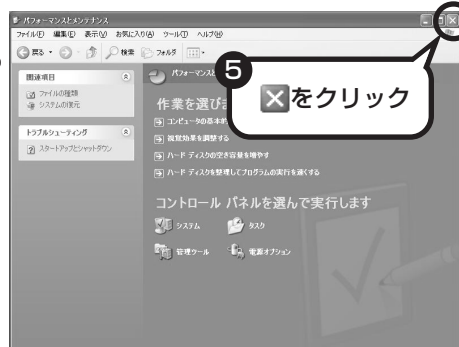 パフォーマンスとメンテナンス
ファイル(F) 編集(E) 表示(V) お気に入り(A) ツール(T) ヘルプ(H)
戻る 検索 フォルダ
関連項目
ファイルの種類
システムの復元
トラブルシューティング
スタートアップとシャットダウン
パフォーマンスと
作業を選びま
コンピュータの基本的
視覚効果を調整する
ハード ディスクの空き容量を増やす
ハード ディスクを整理してプログラムの実行を速くする
コントロール パネルを選んで実行します
システム タスク
管理ツール 電源オプション
5
×をクリック